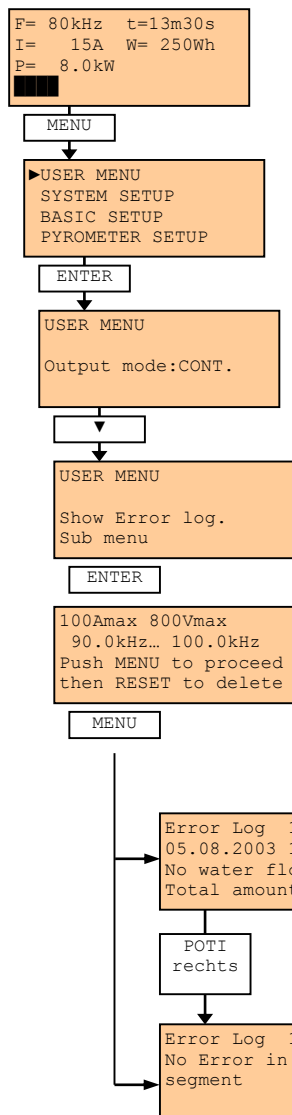 F= 80kHz t=13m30s
I= 15A W= 250Wh
P= 8.0kW
MENU
►USER MENU
SYSTEM SETUP
BASIC SETUP
PYROMETER SETUP
ENTER
USER MENU
Output mode:CONT.
▼
USER MENU
Show Error log.
Sub menu
ENTER
100Amax 800Vmax
90.0kHz… 100.0kHz
Push MENU to proceed
then RESET to delete
MENU
Error Log
05.08.2003
No water
Total amount
POTI
rechts
Error Log
No Error in
segment